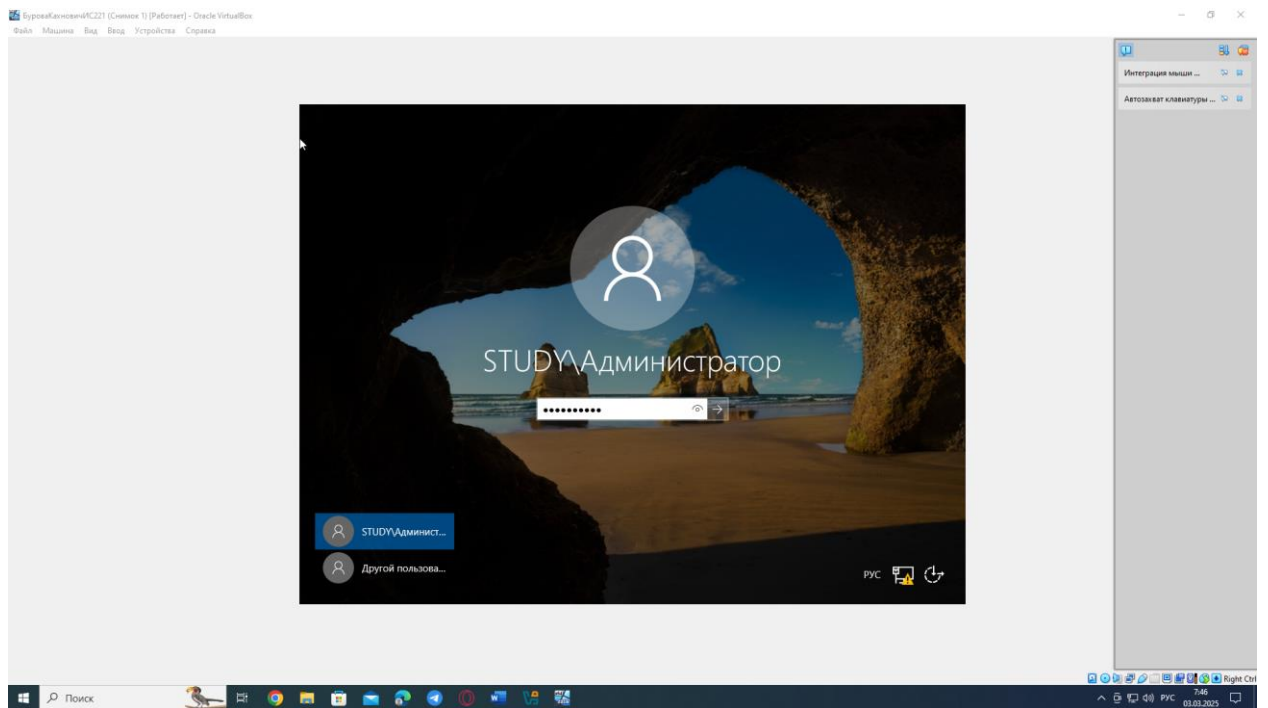 БуроваКахновичИС221 (Снимок 1) [Работает] - Oracle VirtualBox
Файл Машина Вид Ввод Устройства Справка
Интеграция мыши ...
Автозахват клавиатуры ...
STUDY\Администратор
STUDY\Админист...
Другой пользова...
РУС
Right Ctrl
Поиск
РУС
7:46
03.03.2025